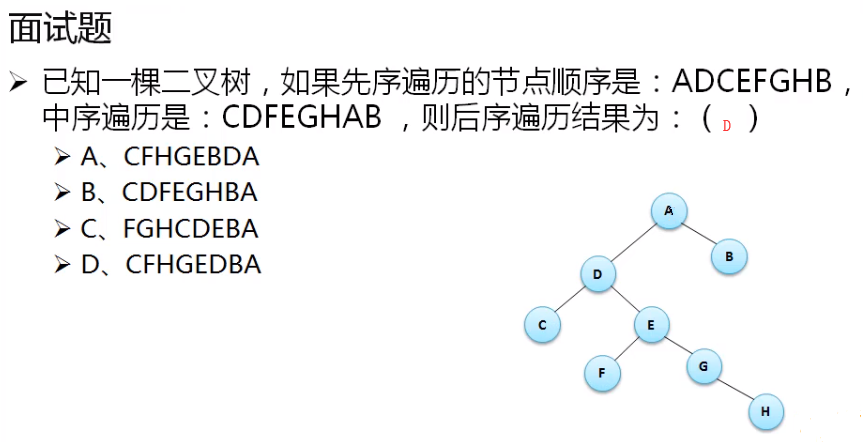 面试题
➢ 已知一棵二叉树，如果先序遍历的节点顺序是：ADCEFGHB，
中序遍历是：CDFEGHAB ，则后序遍历结果为：（ D ）
➢ A、CFHGEBDA
➢ B、CDFEGHBA
➢ C、FGHCDEBA
➢ D、CFHGEDBA
A
B
D
C
E
F
G
H